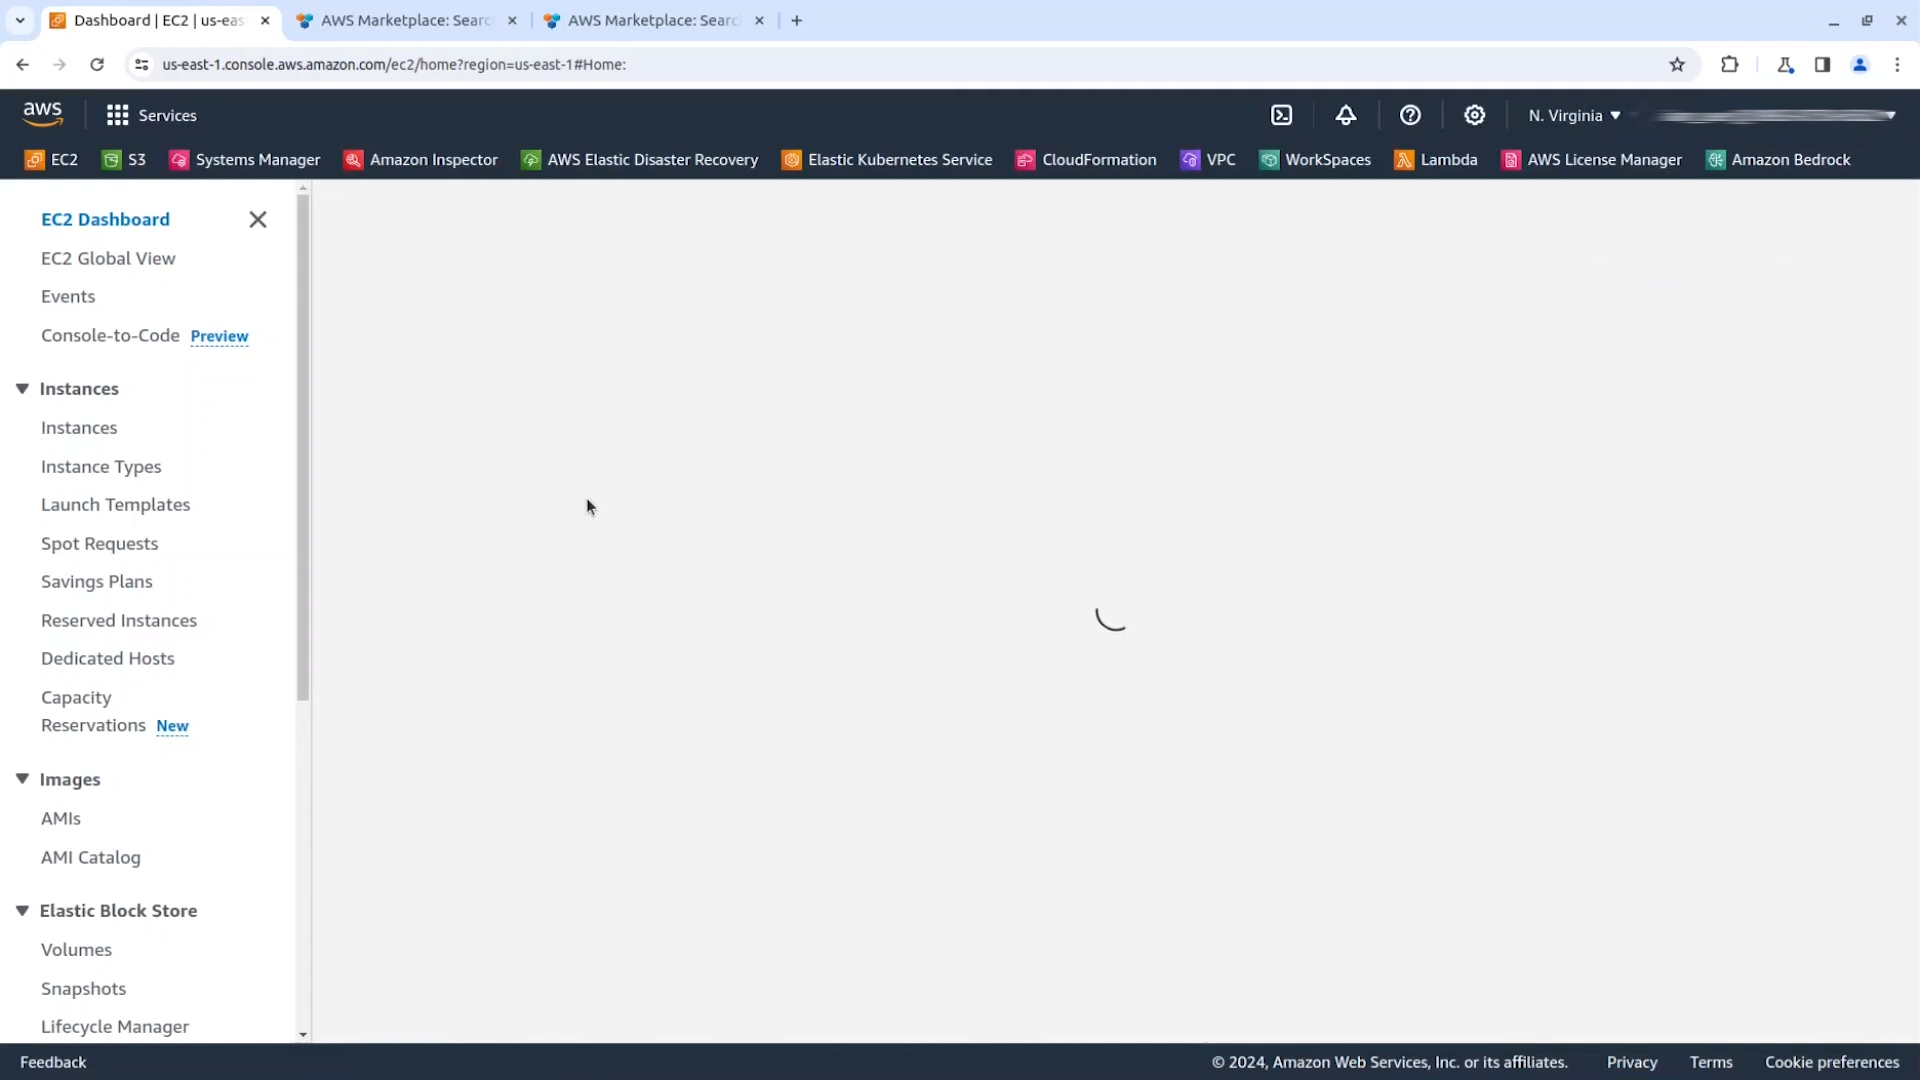 Dashboard | EC2 | us-eas
AWS Marketplace: Searc
AWS Marketplace: Searc
us-east-1.console.aws.amazon.com/ec2/home?region=us-east-1#Home:
aws
Services
N. Virginia
EC2
S3
Systems Manager
Amazon Inspector
AWS Elastic Disaster Recovery
Elastic Kubernetes Service
CloudFormation
VPC
WorkSpaces
Lambda
AWS License Manager
Amazon Bedrock
EC2 Dashboard
EC2 Global View
Events
Console-to-Code Preview
Instances
Instances
Instance Types
Launch Templates
Spot Requests
Savings Plans
Reserved Instances
Dedicated Hosts
Capacity
Reservations New
Images
AMIs
AMI Catalog
Elastic Block Store
Volumes
Snapshots
Lifecycle Manager
Feedback
© 2024, Amazon Web Services, Inc. or its affiliates.
Privacy
Terms
Cookie preferences